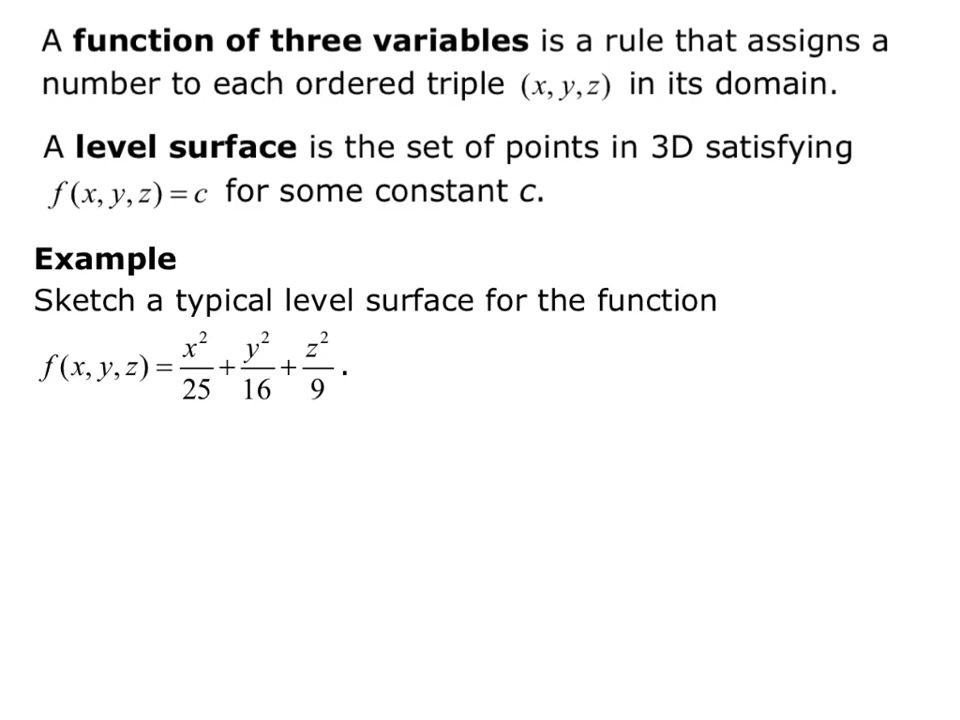 A function of three variables is a rule that assigns a
number to each ordered triple (x, y, z) in its domain.
A level surface is the set of points in 3D satisfying
f(x, y, z) = c for some constant c.
Example
Sketch a typical level surface for the function
f(x, y, z) = x²/25 + y²/16 + z²/9 .